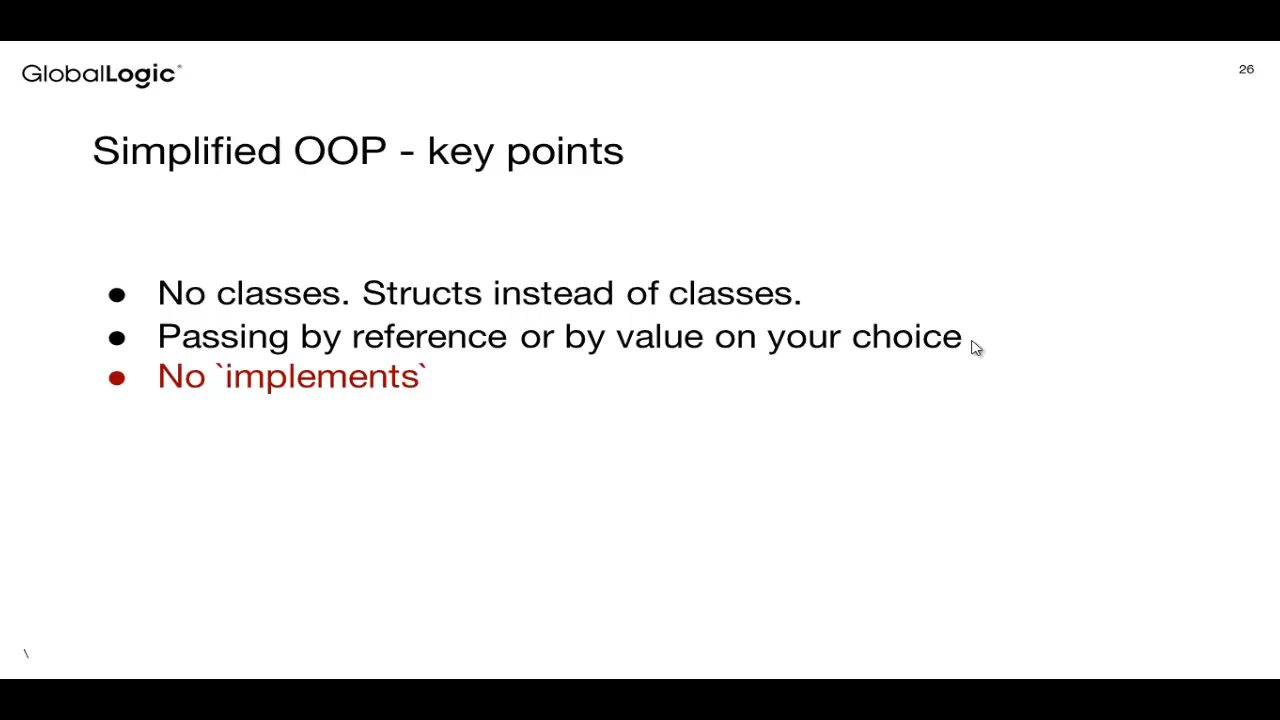 GlobalLogic®
26
Simplified OOP - key points
● No classes. Structs instead of classes.
● Passing by reference or by value on your choice
● No `implements`
\